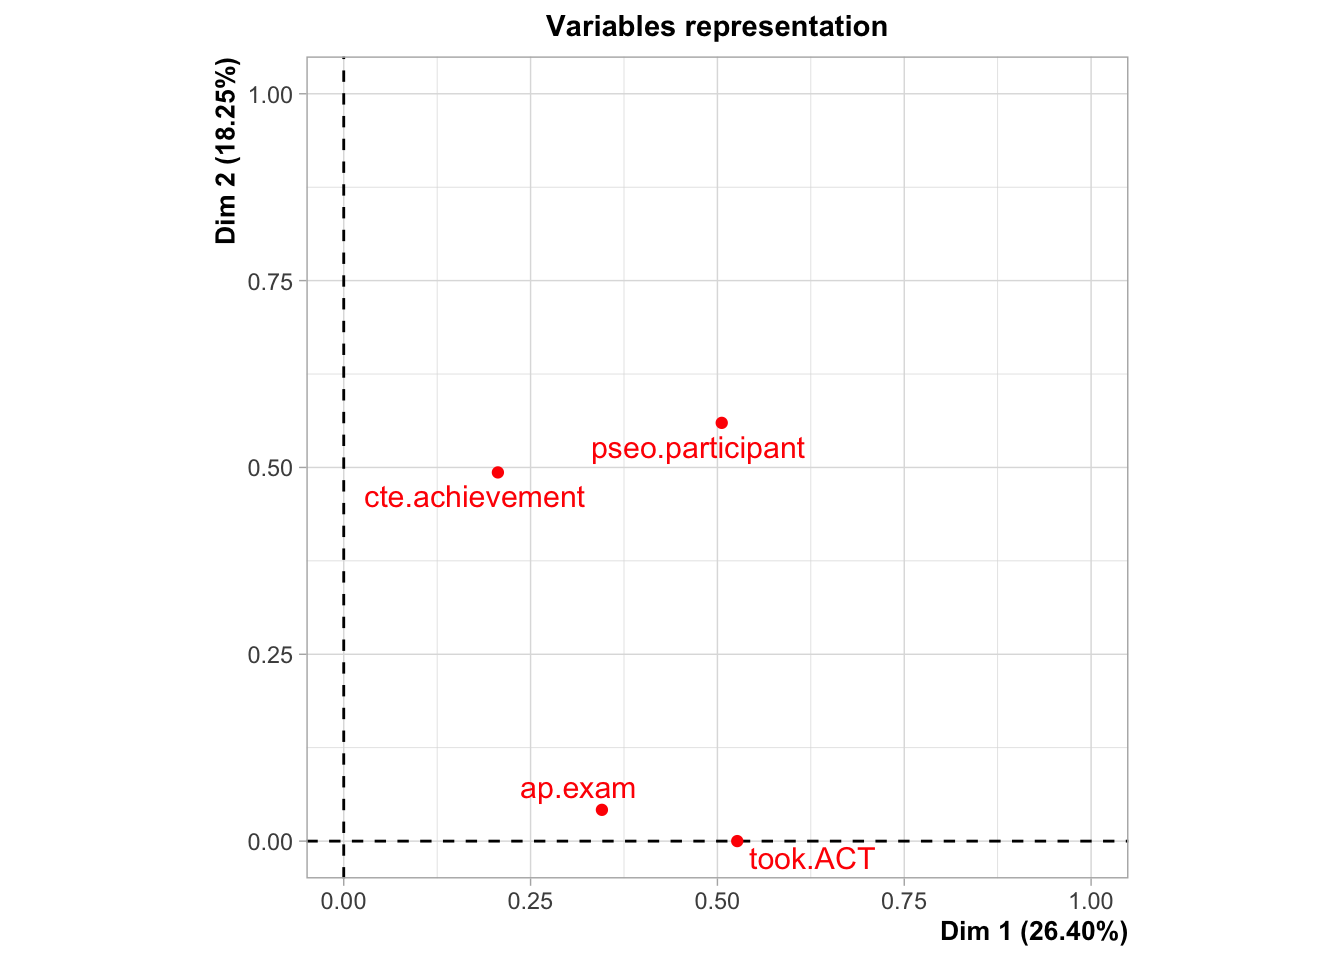 Variables representation
Dim 2 (18.25%)
1.00
0.75
0.50
0.25
0.00
pseo.participant
cte.achievement
ap.exam
took.ACT
0.00 0.25 0.50 0.75 1.00
Dim 1 (26.40%)